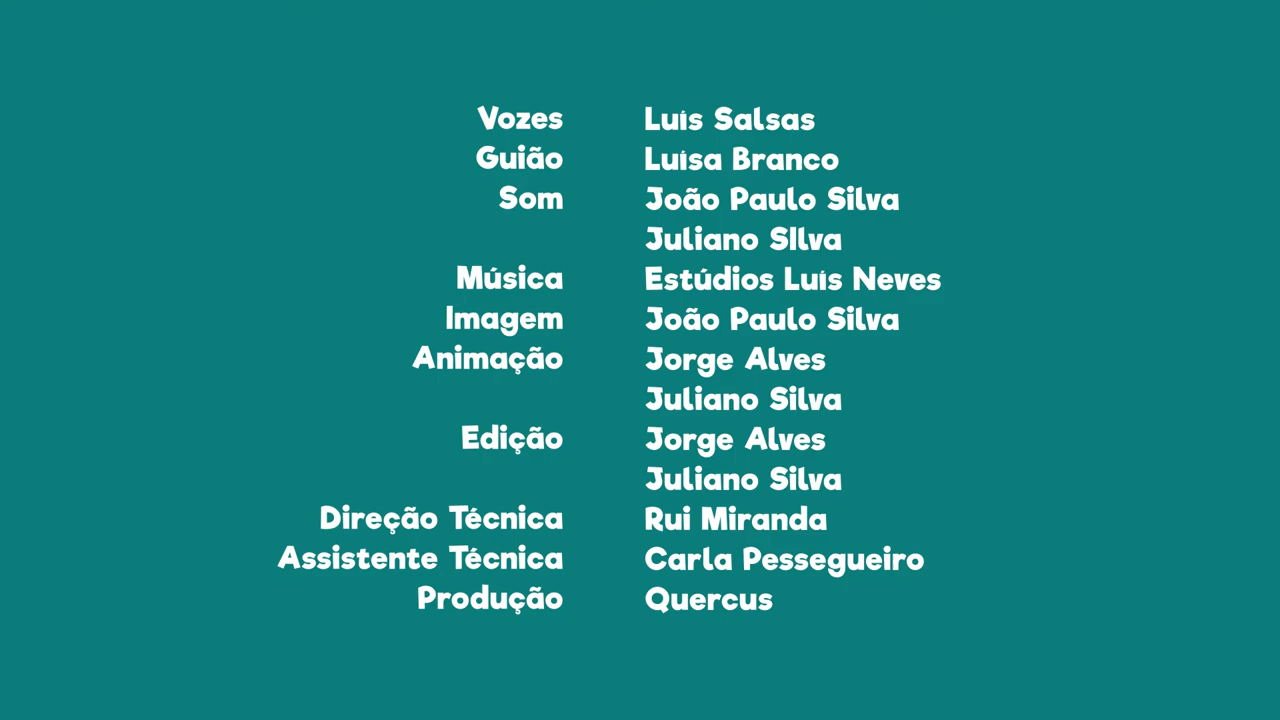 Vozes Luís Salsas
Guião Luísa Branco
Som João Paulo Silva
Juliano SIlva
Música Estúdios Luís Neves
Imagem João Paulo Silva
Animação Jorge Alves
Juliano Silva
Edição Jorge Alves
Juliano Silva
Direção Técnica Rui Miranda
Assistente Técnica Carla Pessegueiro
Produção Quercus